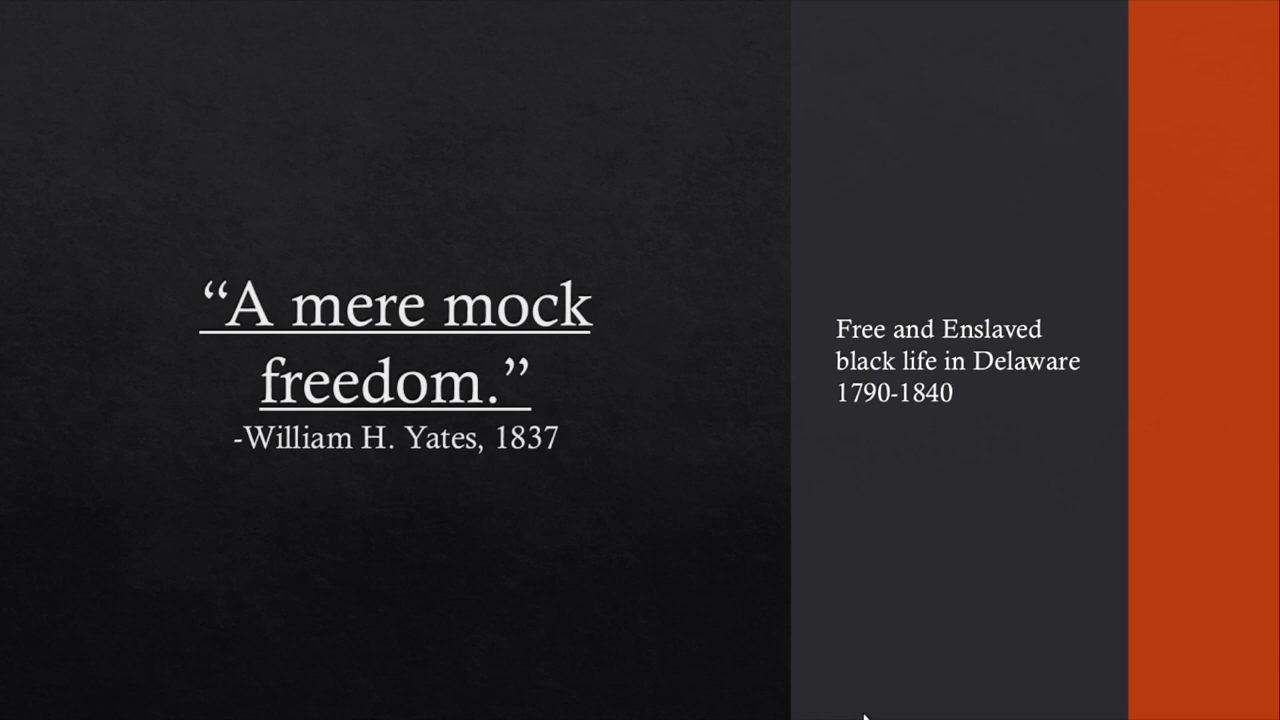 “A mere mock
freedom.”
-William H. Yates, 1837
Free and Enslaved
black life in Delaware
1790-1840